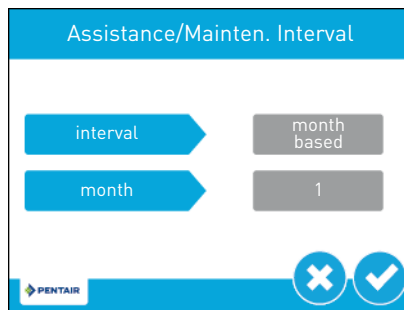 Assistance/Mainten. Interval
interval
month
based
month
1
PENTAIR